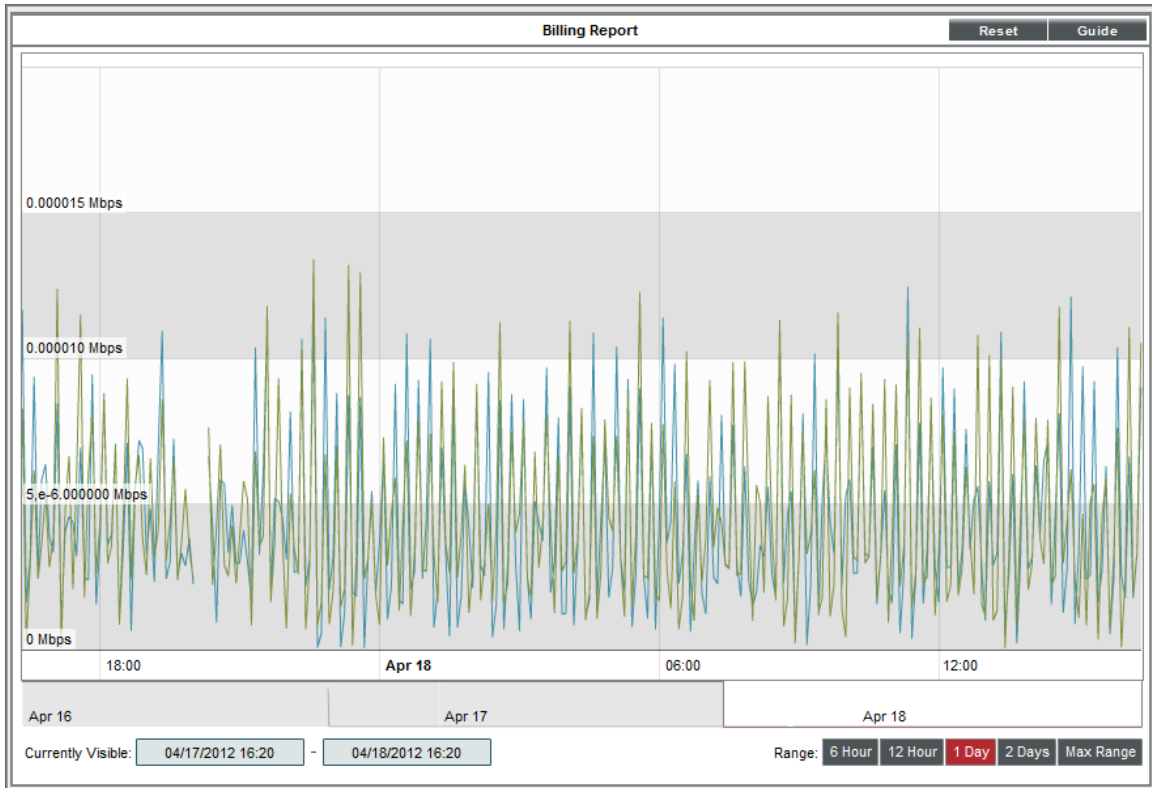 Billing Report
Reset
Guide
0.000015 Mbps
0.000010 Mbps
5,e-6.000000 Mbps
0 Mbps
18:00
Apr 18
06:00
12:00
Apr 16
Apr 17
Apr 18
Currently Visible: 04/17/2012 16:20 – 04/18/2012 16:20
Range: 6 Hour 12 Hour 1 Day 2 Days Max Range